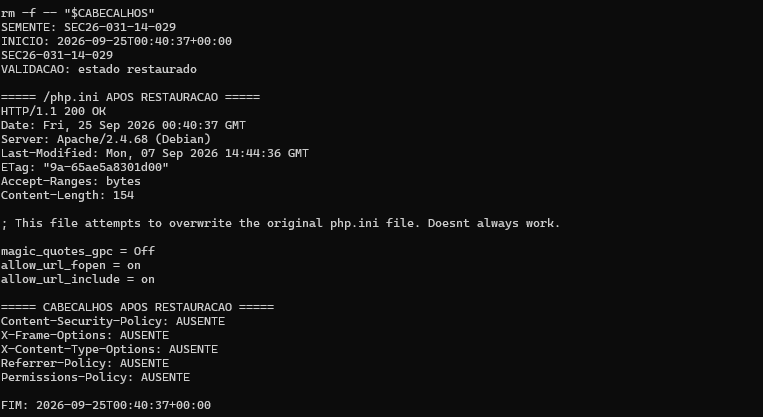 rm -f -- "$CABECALHOS"
SEMENTE: SEC26-031-14-029
INICIO: 2026-09-25T00:40:37+00:00
SEC26-031-14-029
VALIDACAO: estado restaurado
===== /php.ini APOS RESTAURACAO =====
HTTP/1.1 200 OK
Date: Fri, 25 Sep 2026 00:40:37 GMT
Server: Apache/2.4.68 (Debian)
Last-Modified: Mon, 07 Sep 2026 14:44:36 GMT
ETag: "9a-65ae5a8301d00"
Accept-Ranges: bytes
Content-Length: 154
; This file attempts to overwrite the original php.ini file. Doesnt always work.
magic_quotes_gpc = Off
allow_url_fopen = on
allow_url_include = on
===== CABECALHOS APOS RESTAURACAO =====
Content-Security-Policy: AUSENTE
X-Frame-Options: AUSENTE
X-Content-Type-Options: AUSENTE
Referrer-Policy: AUSENTE
Permissions-Policy: AUSENTE
FIM: 2026-09-25T00:40:37+00:00